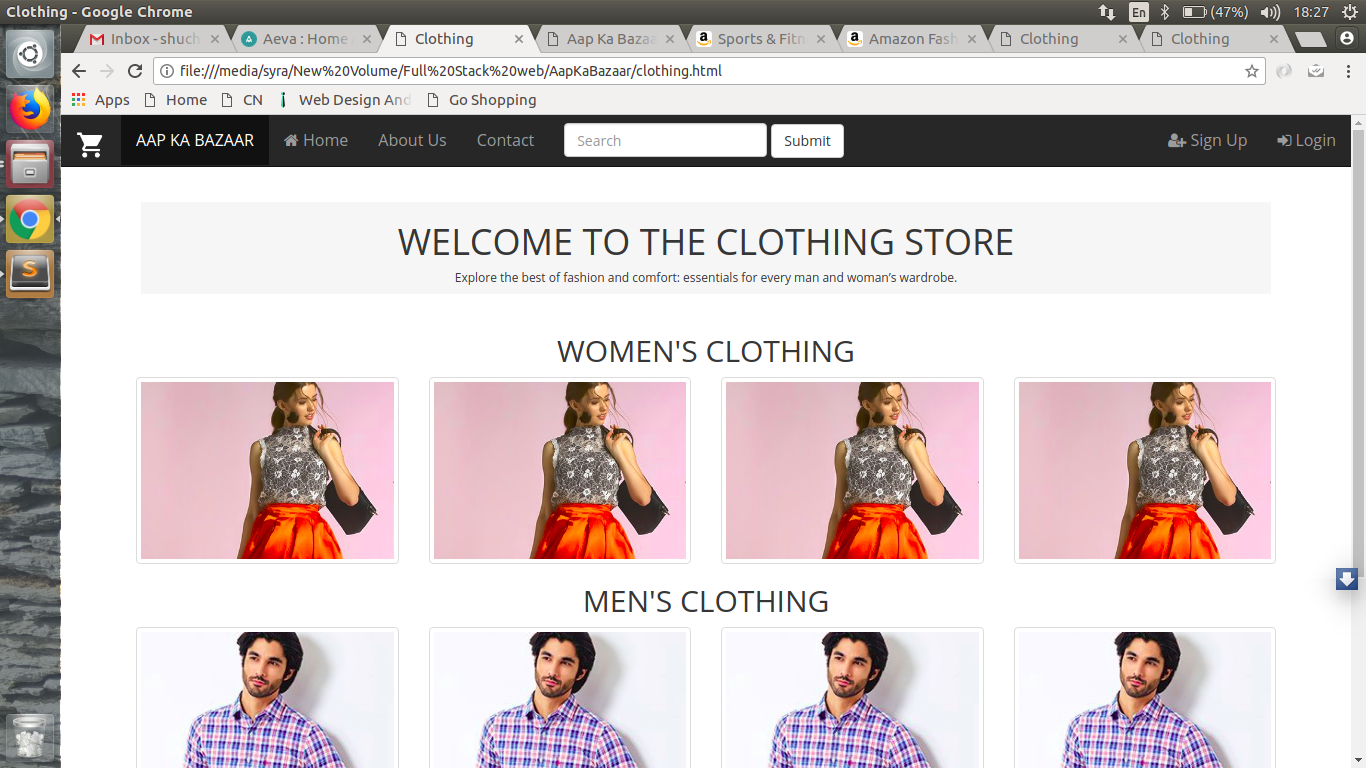 Clothing - Google Chrome
En (47%) 18:27
Inbox - shuch Aeva : Home Clothing Aap Ka Bazaa Sports & Fitn Amazon Fash Clothing Clothing
file:///media/syra/New%20Volume/Full%20Stack%20web/AapKaBazaar/clothing.html
Apps Home CN Web Design And Go Shopping
AAP KA BAZAAR Home About Us Contact Search Submit Sign Up Login
WELCOME TO THE CLOTHING STORE
Explore the best of fashion and comfort: essentials for every man and woman’s wardrobe.
WOMEN'S CLOTHING
MEN'S CLOTHING